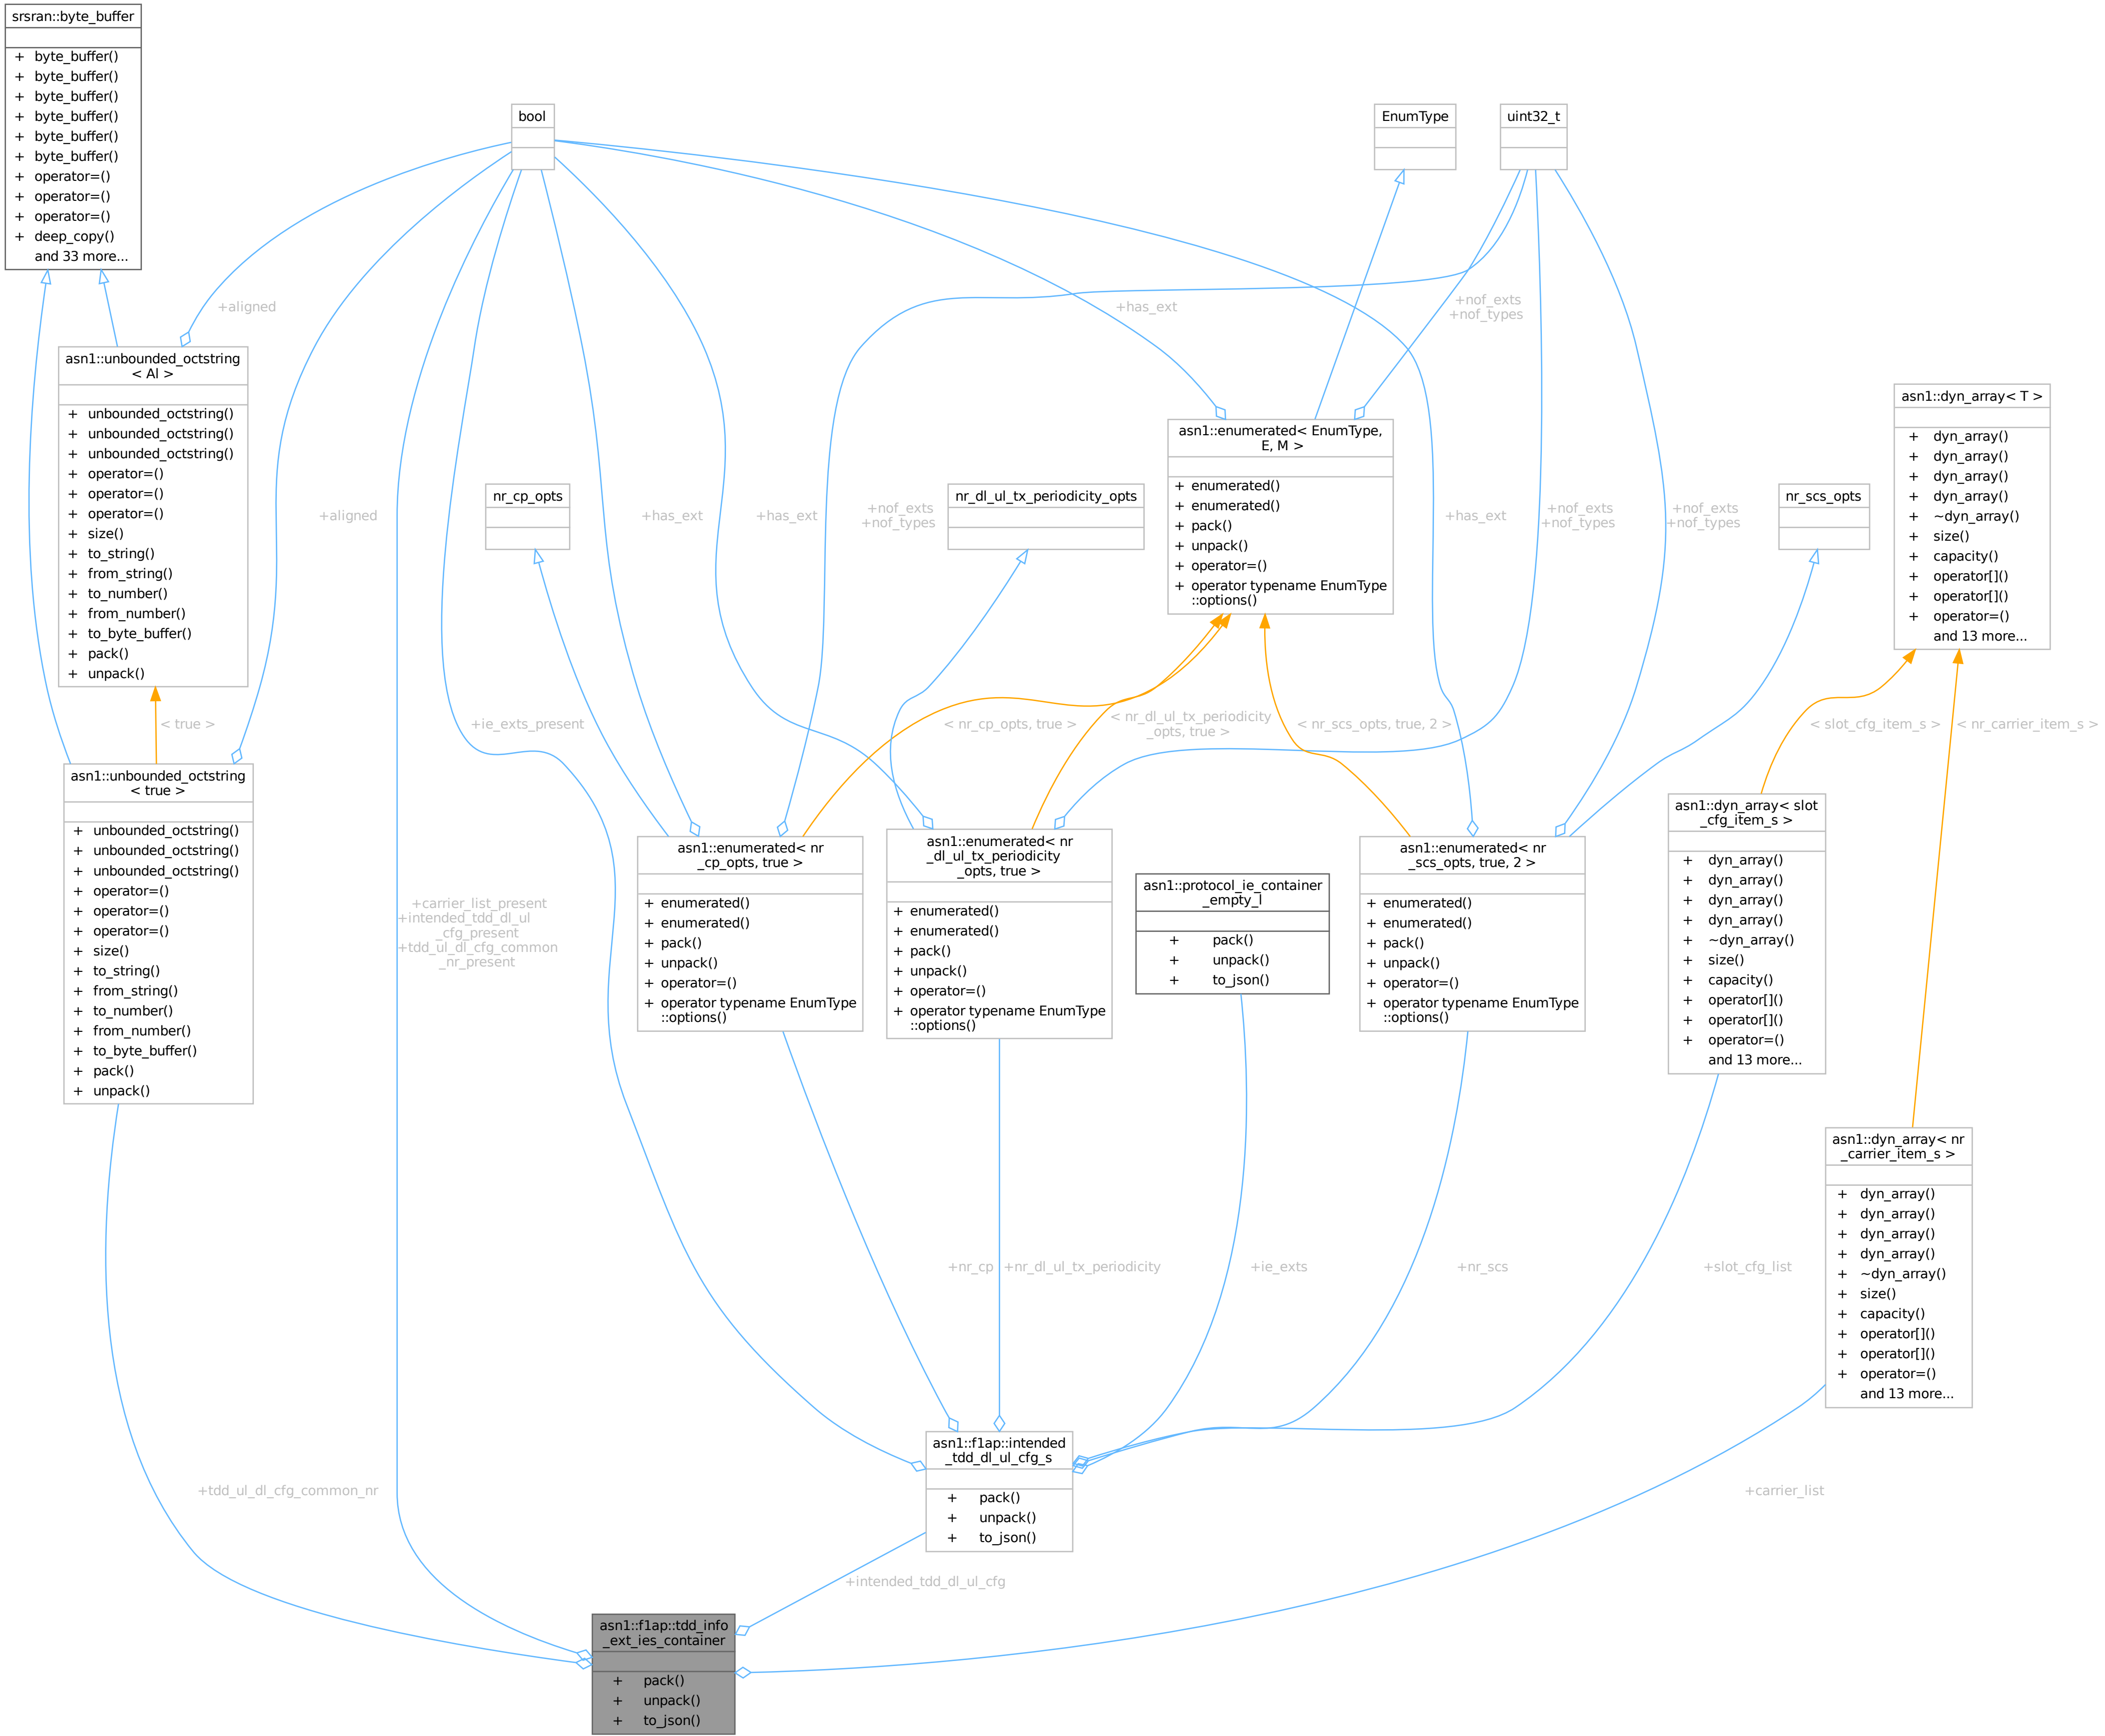 srsran::byte_buffer
+ byte_buffer()
+ byte_buffer()
+ byte_buffer()
+ byte_buffer()
+ byte_buffer()
+ byte_buffer()
+ operator=()
+ operator=()
+ operator=()
+ deep_copy()
and 33 more...
bool
EnumType
uint32_t
+aligned
+has_ext
+nof_exts
+nof_types
asn1::unbounded_octstring
< Al >
+ unbounded_octstring()
+ unbounded_octstring()
+ unbounded_octstring()
+ operator=()
+ operator=()
+ operator=()
+ size()
+ to_string()
+ from_string()
+ to_number()
+ from_number()
+ to_byte_buffer()
+ pack()
+ unpack()
asn1::enumerated< EnumType,
E, M >
+ enumerated()
+ enumerated()
+ pack()
+ unpack()
+ operator=()
+ operator typename EnumType
::options()
asn1::dyn_array< T >
+ dyn_array()
+ dyn_array()
+ dyn_array()
+ dyn_array()
+ ~dyn_array()
+ size()
+ capacity()
+ operator[]()
+ operator[]()
+ operator=()
and 13 more...
+aligned
nr_cp_opts
+has_ext
+has_ext
+nof_exts
+nof_types
nr_dl_ul_tx_periodicity_opts
+has_ext
+nof_exts
+nof_types
+nof_exts
+nof_types
nr_scs_opts
< true >
+ie_exts_present
< nr_cp_opts, true >
< nr_dl_ul_tx_periodicity
_opts, true >
< nr_scs_opts, true, 2 >
< slot_cfg_item_s >
< nr_carrier_item_s >
asn1::unbounded_octstring
< true >
+ unbounded_octstring()
+ unbounded_octstring()
+ unbounded_octstring()
+ operator=()
+ operator=()
+ operator=()
+ size()
+ to_string()
+ from_string()
+ to_number()
+ from_number()
+ to_byte_buffer()
+ pack()
+ unpack()
+carrier_list_present
+intended_tdd_dl_ul
_cfg_present
+tdd_ul_dl_cfg_common
_nr_present
asn1::enumerated< nr
_cp_opts, true >
+ enumerated()
+ enumerated()
+ pack()
+ unpack()
+ operator=()
+ operator typename EnumType
::options()
asn1::enumerated< nr
_dl_ul_tx_periodicity
_opts, true >
+ enumerated()
+ enumerated()
+ pack()
+ unpack()
+ operator=()
+ operator typename EnumType
::options()
asn1::protocol_ie_container
_empty_l
+ pack()
+ unpack()
+ to_json()
asn1::enumerated< nr
_scs_opts, true, 2 >
+ enumerated()
+ enumerated()
+ pack()
+ unpack()
+ operator=()
+ operator typename EnumType
::options()
asn1::dyn_array< slot
_cfg_item_s >
+ dyn_array()
+ dyn_array()
+ dyn_array()
+ dyn_array()
+ ~dyn_array()
+ size()
+ capacity()
+ operator[]()
+ operator[]()
+ operator=()
and 13 more...
asn1::dyn_array< nr
_carrier_item_s >
+ dyn_array()
+ dyn_array()
+ dyn_array()
+ dyn_array()
+ ~dyn_array()
+ size()
+ capacity()
+ operator[]()
+ operator[]()
+ operator=()
and 13 more...
+nr_cp
+nr_dl_ul_tx_periodicity
+ie_exts
+nr_scs
+slot_cfg_list
asn1::f1ap::intended
_tdd_dl_ul_cfg_s
+ pack()
+ unpack()
+ to_json()
+tdd_ul_dl_cfg_common_nr
+carrier_list
+intended_tdd_dl_ul_cfg
asn1::f1ap::tdd_info
_ext_ies_container
+ pack()
+ unpack()
+ to_json()